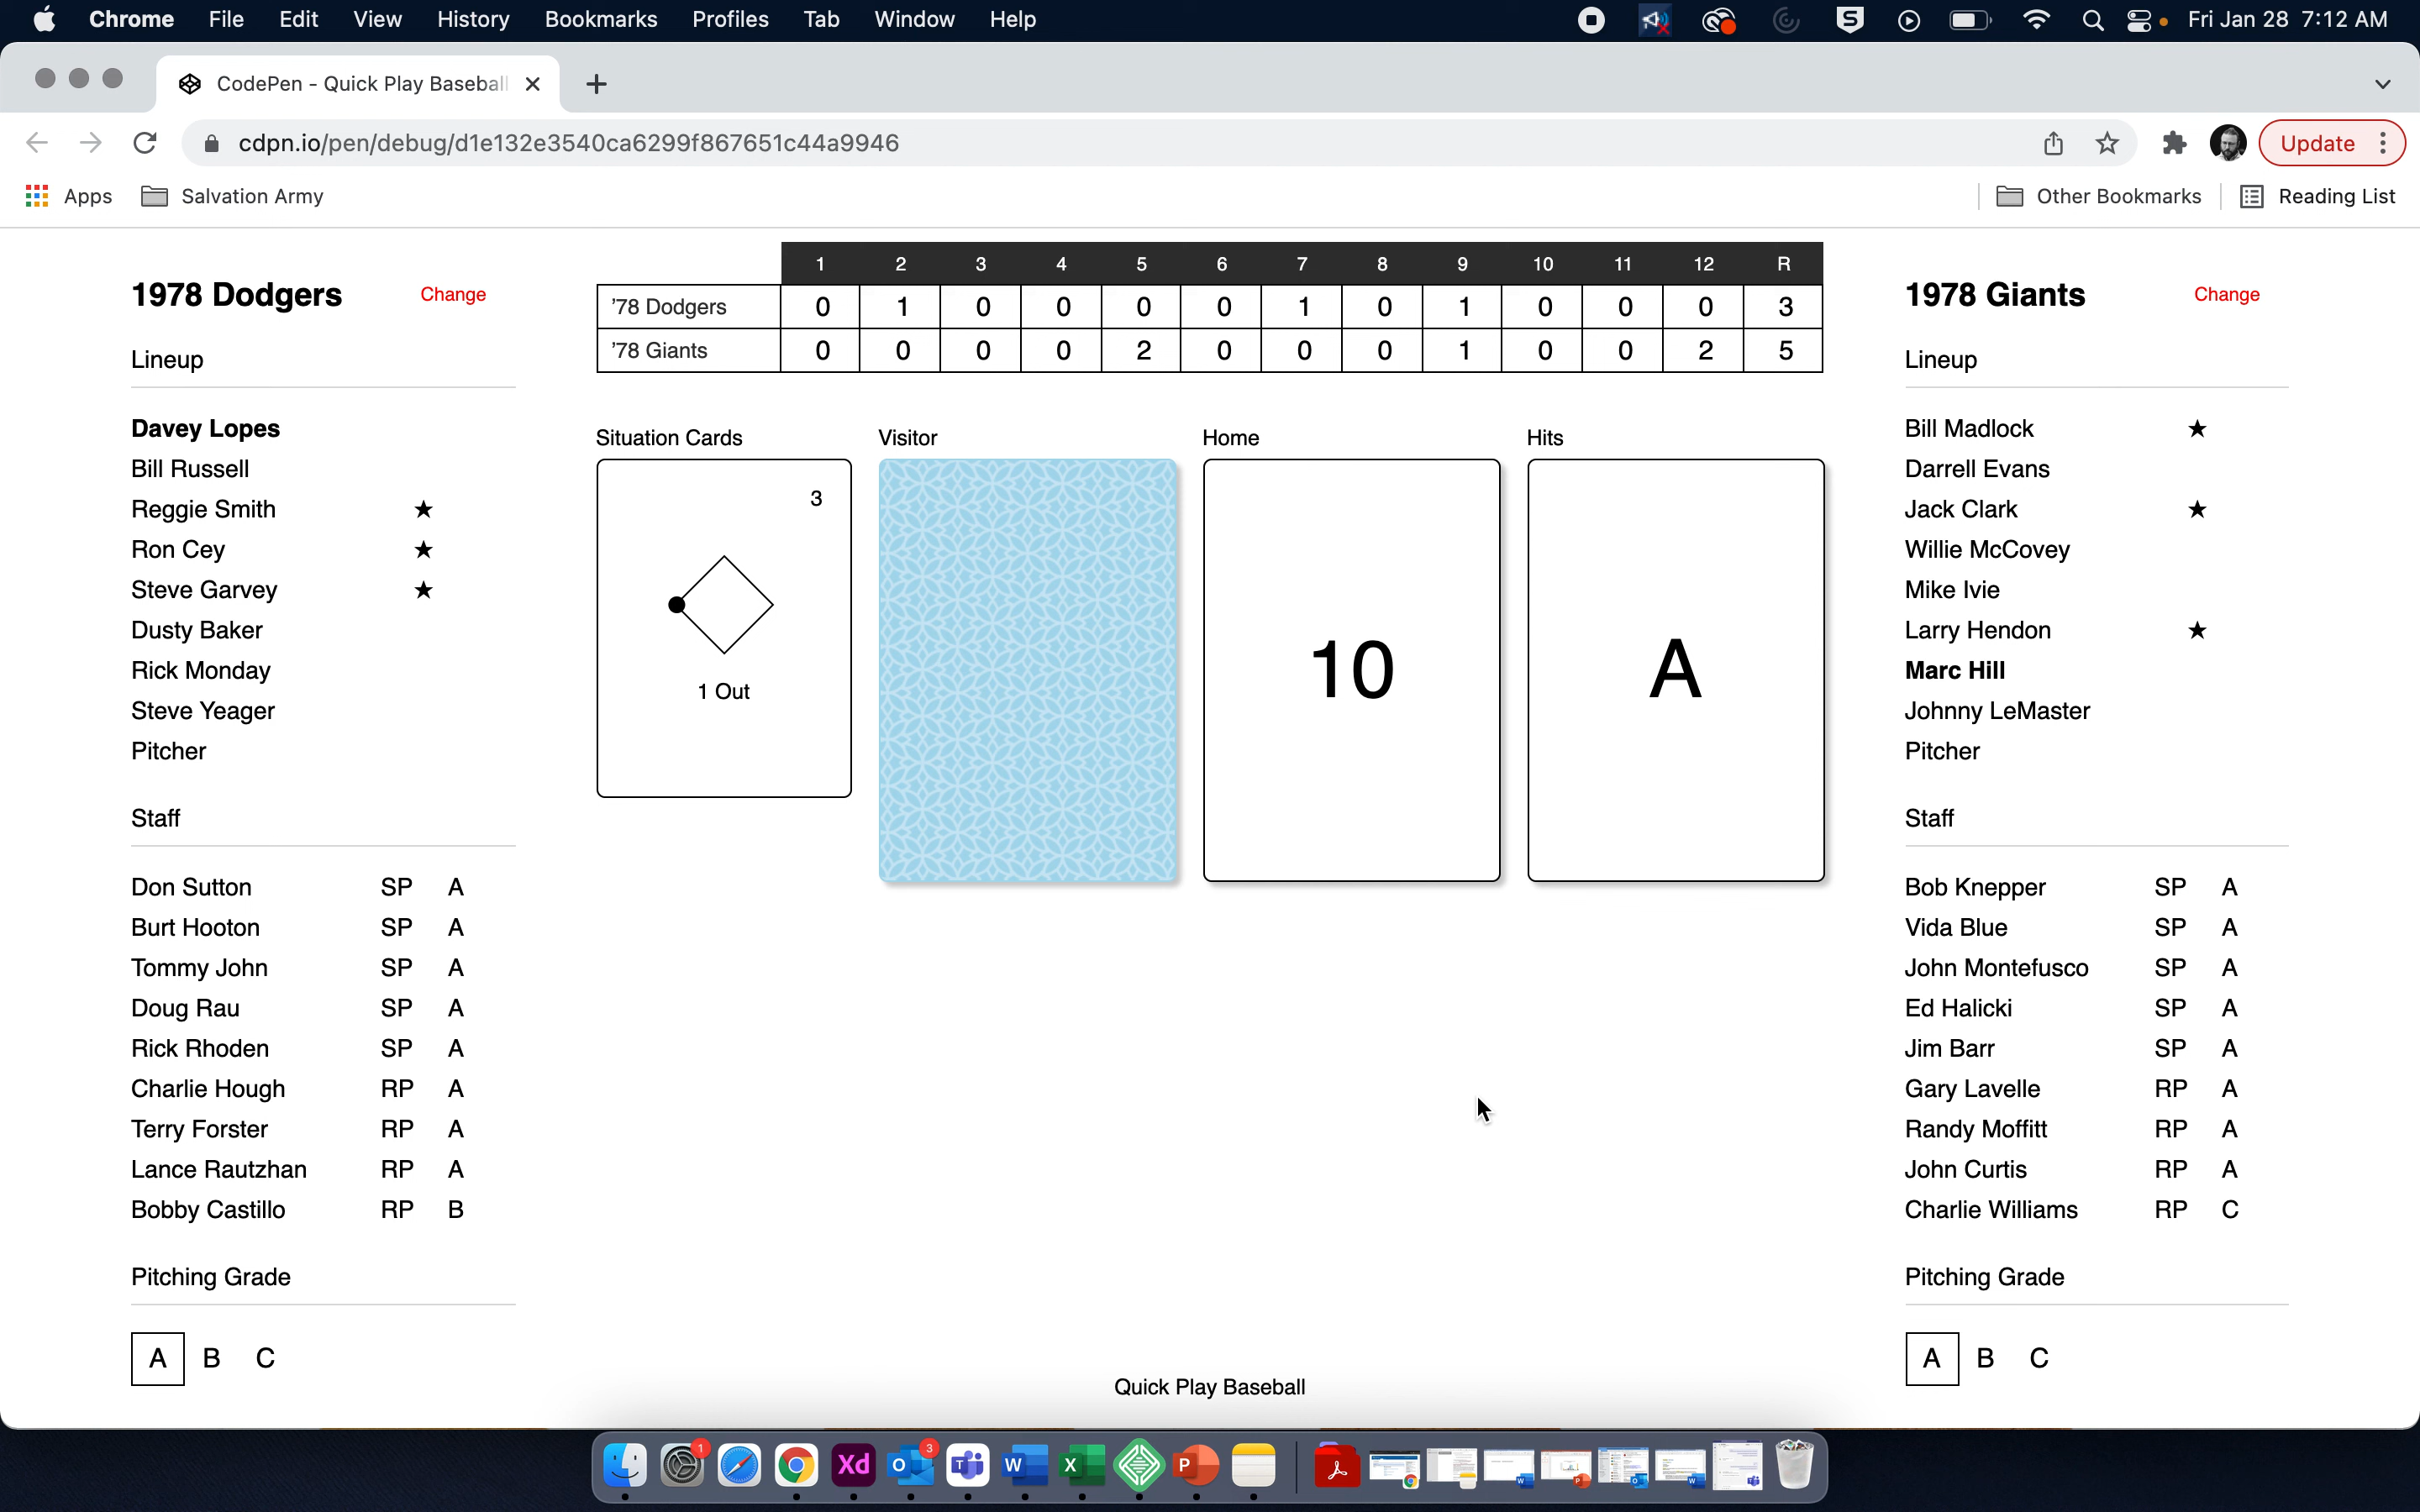 Chrome File Edit View History Bookmarks Profiles Tab Window Help
Fri Jan 28 7:12 AM
CodePen - Quick Play Baseball
cdpn.io/pen/debug/d1e132e3540ca6299f867651c44a9946
Update
Apps
Salvation Army
Other Bookmarks
Reading List
1978 Dodgers
Change
Lineup
Davey Lopes
Bill Russell
Reggie Smith ★
Ron Cey ★
Steve Garvey ★
Dusty Baker
Rick Monday
Steve Yeager
Pitcher
Staff
Don Sutton SP A
Burt Hooton SP A
Tommy John SP A
Doug Rau SP A
Rick Rhoden SP A
Charlie Hough RP A
Terry Forster RP A
Lance Rautzhan RP A
Bobby Castillo RP B
Pitching Grade
A B C
1 2 3 4 5 6 7 8 9 10 11 12 R
’78 Dodgers 0 1 0 0 0 0 1 0 1 0 0 0 3
’78 Giants 0 0 0 0 2 0 0 0 1 0 0 2 5
Situation Cards
3
1 Out
Visitor
Home
10
Hits
A
Quick Play Baseball
1978 Giants
Change
Lineup
Bill Madlock ★
Darrell Evans
Jack Clark ★
Willie McCovey
Mike Ivie
Larry Hendon ★
Marc Hill
Johnny LeMaster
Pitcher
Staff
Bob Knepper SP A
Vida Blue SP A
John Montefusco SP A
Ed Halicki SP A
Jim Barr SP A
Gary Lavelle RP A
Randy Moffitt RP A
John Curtis RP A
Charlie Williams RP C
Pitching Grade
A B C
1
Xd
3